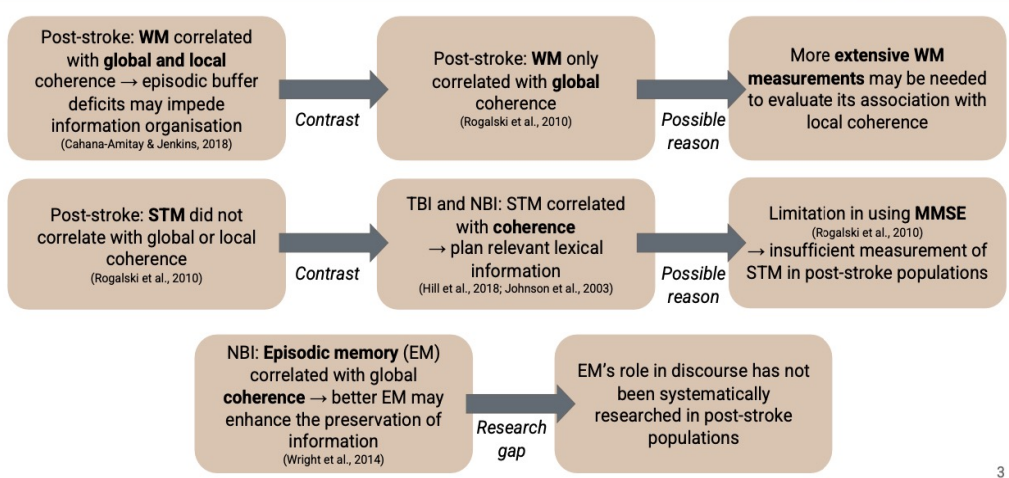 Post-stroke: WM correlated
with global and local
coherence → episodic buffer
deficits may impede
information organisation
(Cahana-Amitay & Jenkins, 2018)
Contrast
Post-stroke: WM only
correlated with global
coherence
(Rogalski et al., 2010)
Possible
reason
More extensive WM
measurements may be needed
to evaluate its association with
local coherence
Post-stroke: STM did not
correlate with global or local
coherence
(Rogalski et al., 2010)
Contrast
TBI and NBI: STM correlated
with coherence
→ plan relevant lexical
information
(Hill et al., 2018; Johnson et al., 2003)
Possible
reason
Limitation in using MMSE
(Rogalski et al., 2010)
→ insufficient measurement of
STM in post-stroke populations
NBI: Episodic memory (EM)
correlated with global
coherence → better EM may
enhance the preservation of
information
(Wright et al., 2014)
Research
gap
EM's role in discourse has not
been systematically
researched in post-stroke
populations
3